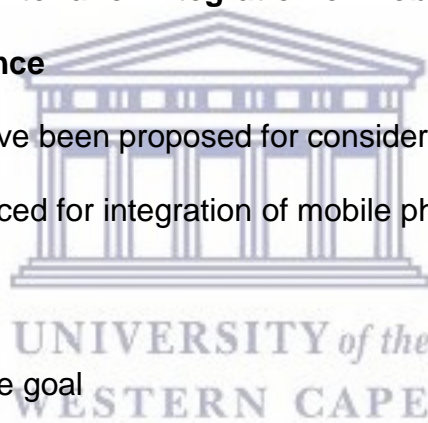 nce
ve been proposed for consider
ced for integration of mobile ph
UNIVERSITY of the
e goal
WESTERN CAPE